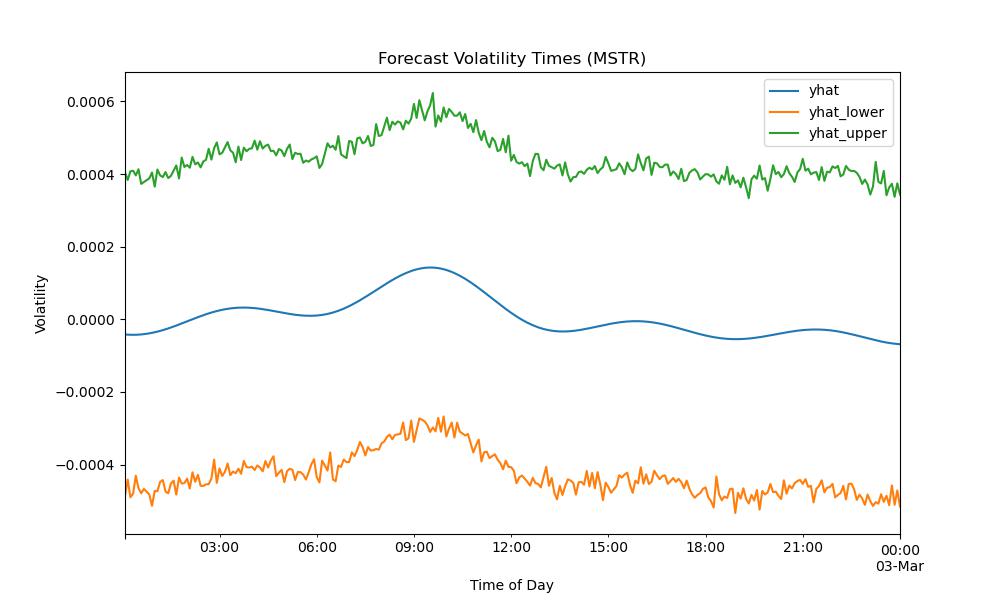 Forecast Volatility Times (MSTR)
yhat
yhat_lower
yhat_upper
Volatility
0.0006
0.0004
0.0002
0.0000
−0.0002
−0.0004
03:00
06:00
09:00
12:00
15:00
18:00
21:00
00:00
03-Mar
Time of Day